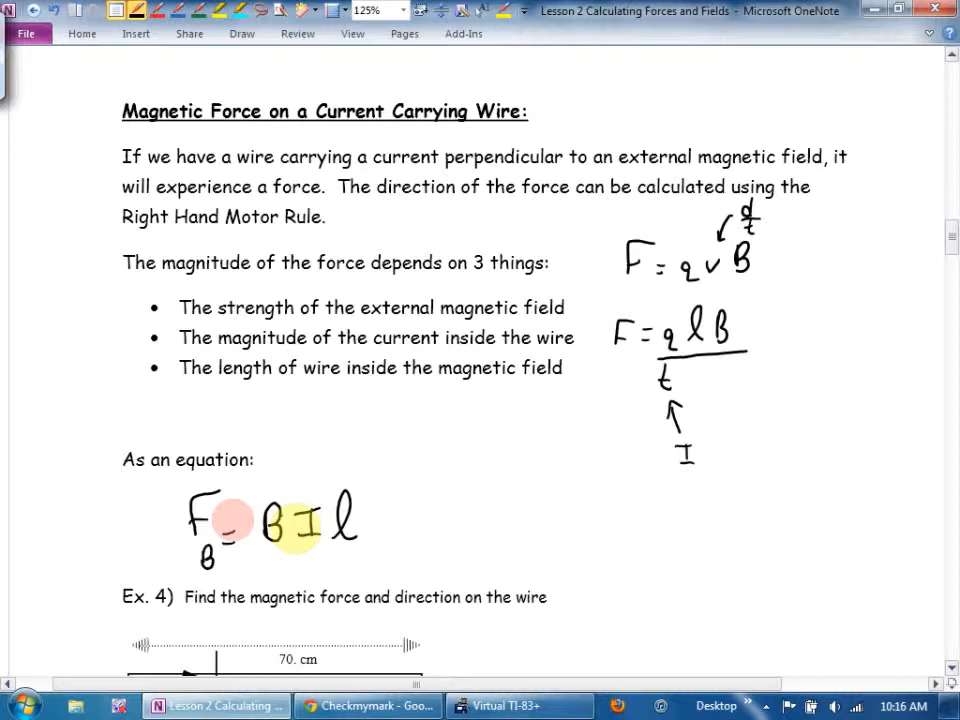 125% Lesson 2 Calculating Forces and Fields - Microsoft OneNote
File Home Insert Share Draw Review View Pages Add-Ins
Magnetic Force on a Current Carrying Wire:
If we have a wire carrying a current perpendicular to an external magnetic field, it
will experience a force. The direction of the force can be calculated using the
Right Hand Motor Rule.
d/t
F = qvB
The magnitude of the force depends on 3 things:
• The strength of the external magnetic field
• The magnitude of the current inside the wire
• The length of wire inside the magnetic field
F = qlB
t
I
As an equation:
F_B = BIl
Ex. 4) Find the magnetic force and direction on the wire
70. cm
Lesson 2 Calculating ... Checkmymark - Goo... Virtual TI-83+ Desktop » 10:16 AM